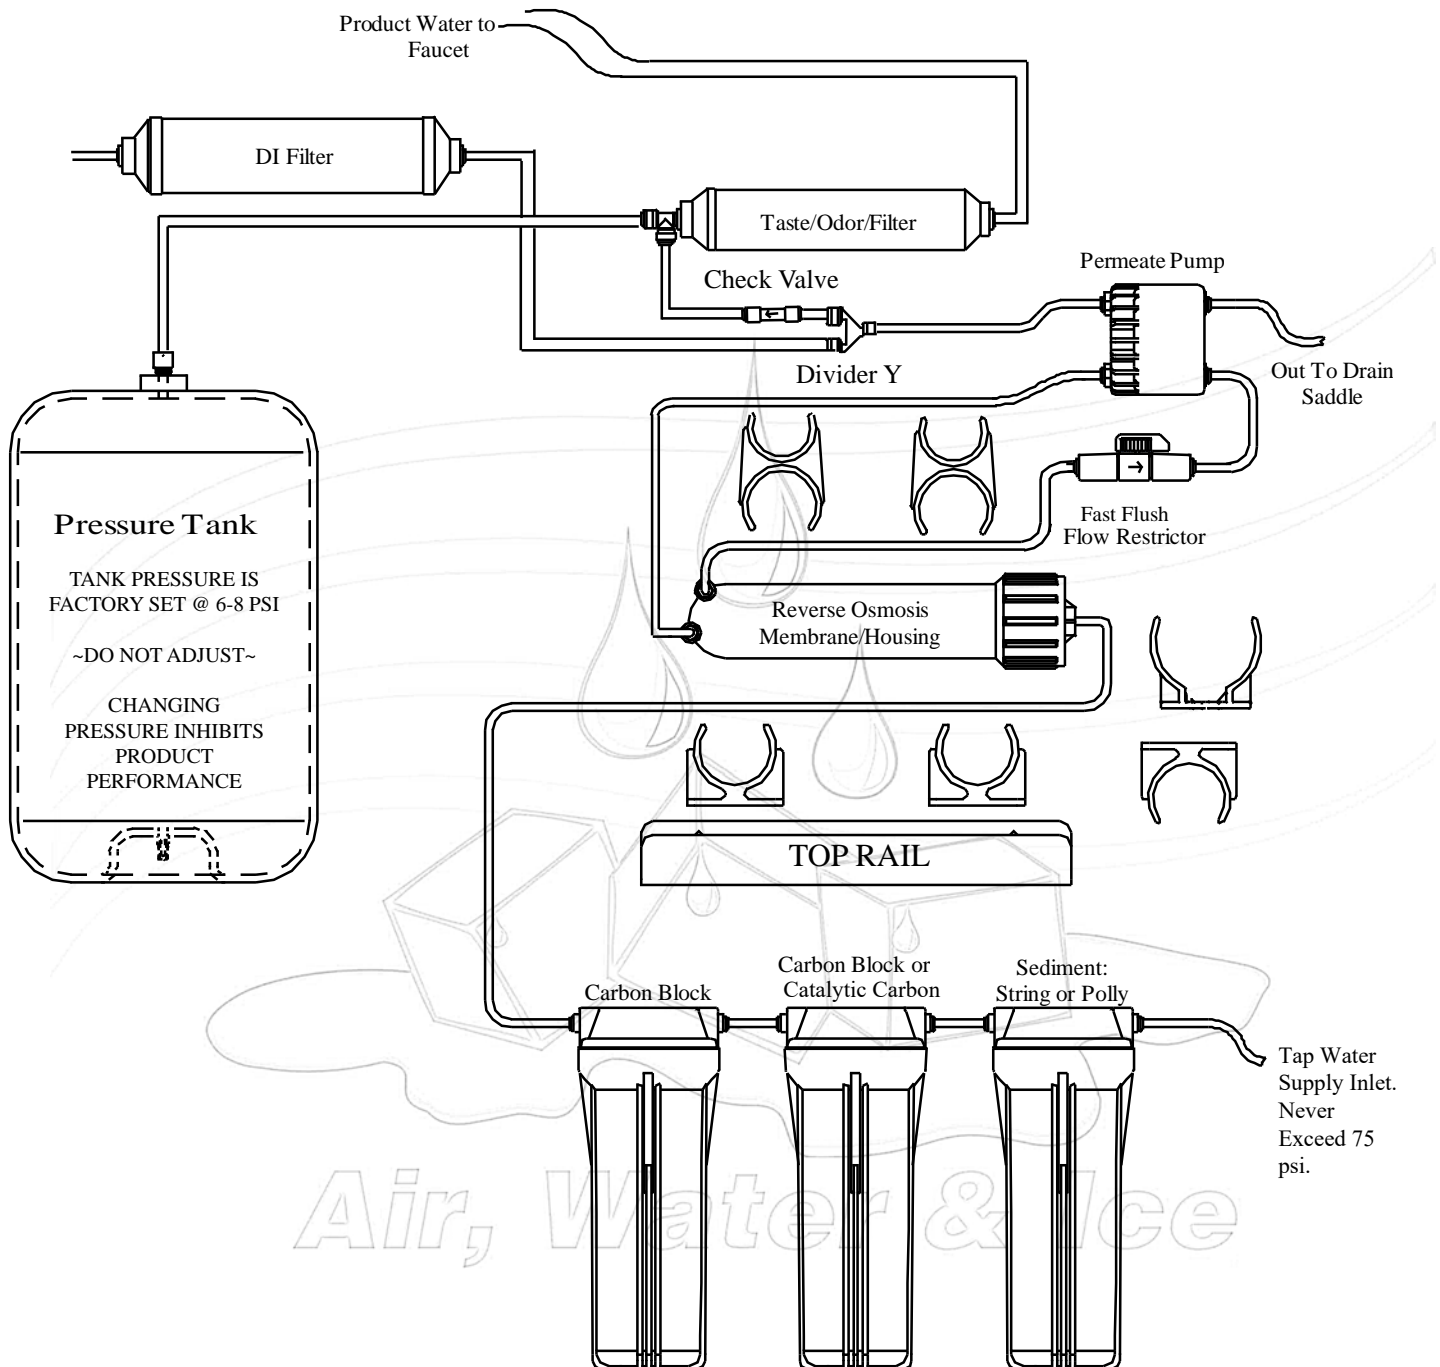 Product Water to
Faucet
DI Filter
Taste/Odor/Filter
Check Valve
Permeate Pump
Divider Y
Out To Drain
Saddle
Pressure Tank
TANK PRESSURE IS
FACTORY SET @ 6-8 PSI
~DO NOT ADJUST~
CHANGING
PRESSURE INHIBITS
PRODUCT
PERFORMANCE
Fast Flush
Flow Restrictor
Reverse Osmosis
Membrane/Housing
TOP RAIL
Carbon Block
Carbon Block or
Catalytic Carbon
Sediment:
String or Polly
Tap Water
Supply Inlet.
Never
Exceed 75
psi.
Air, Water & Ice